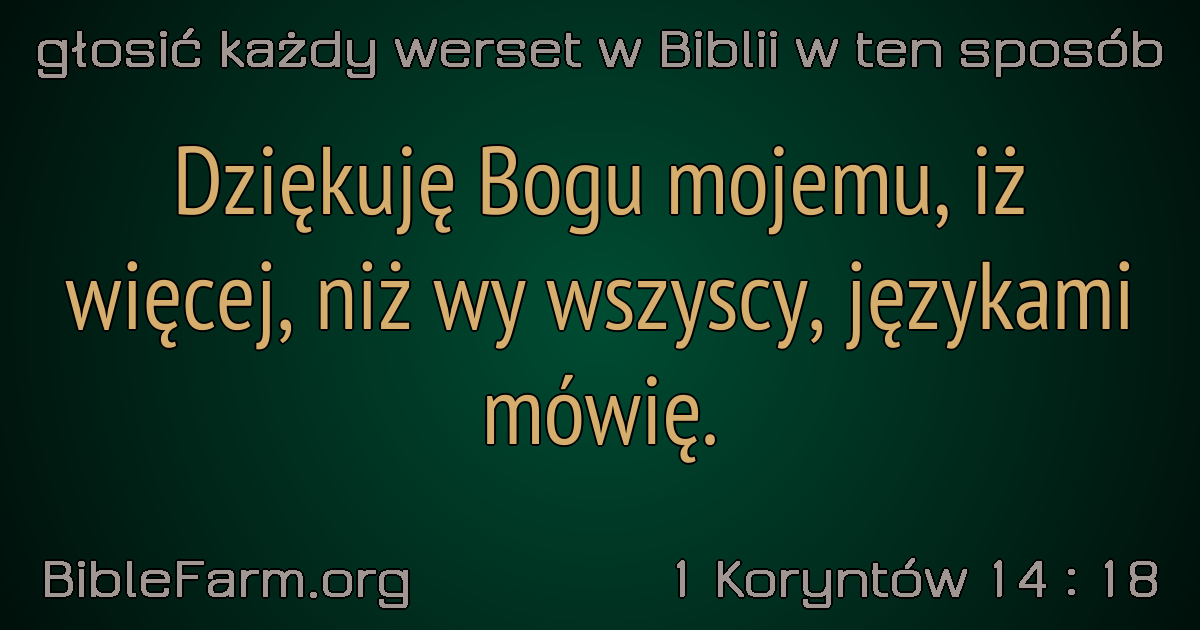 głosić każdy werset w Biblii w ten sposób
Dziękuję Bogu mojemu, iż
więcej, niż wy wszyscy, językami
mówię.
BibleFarm.org
1 Koryntów 14 : 18